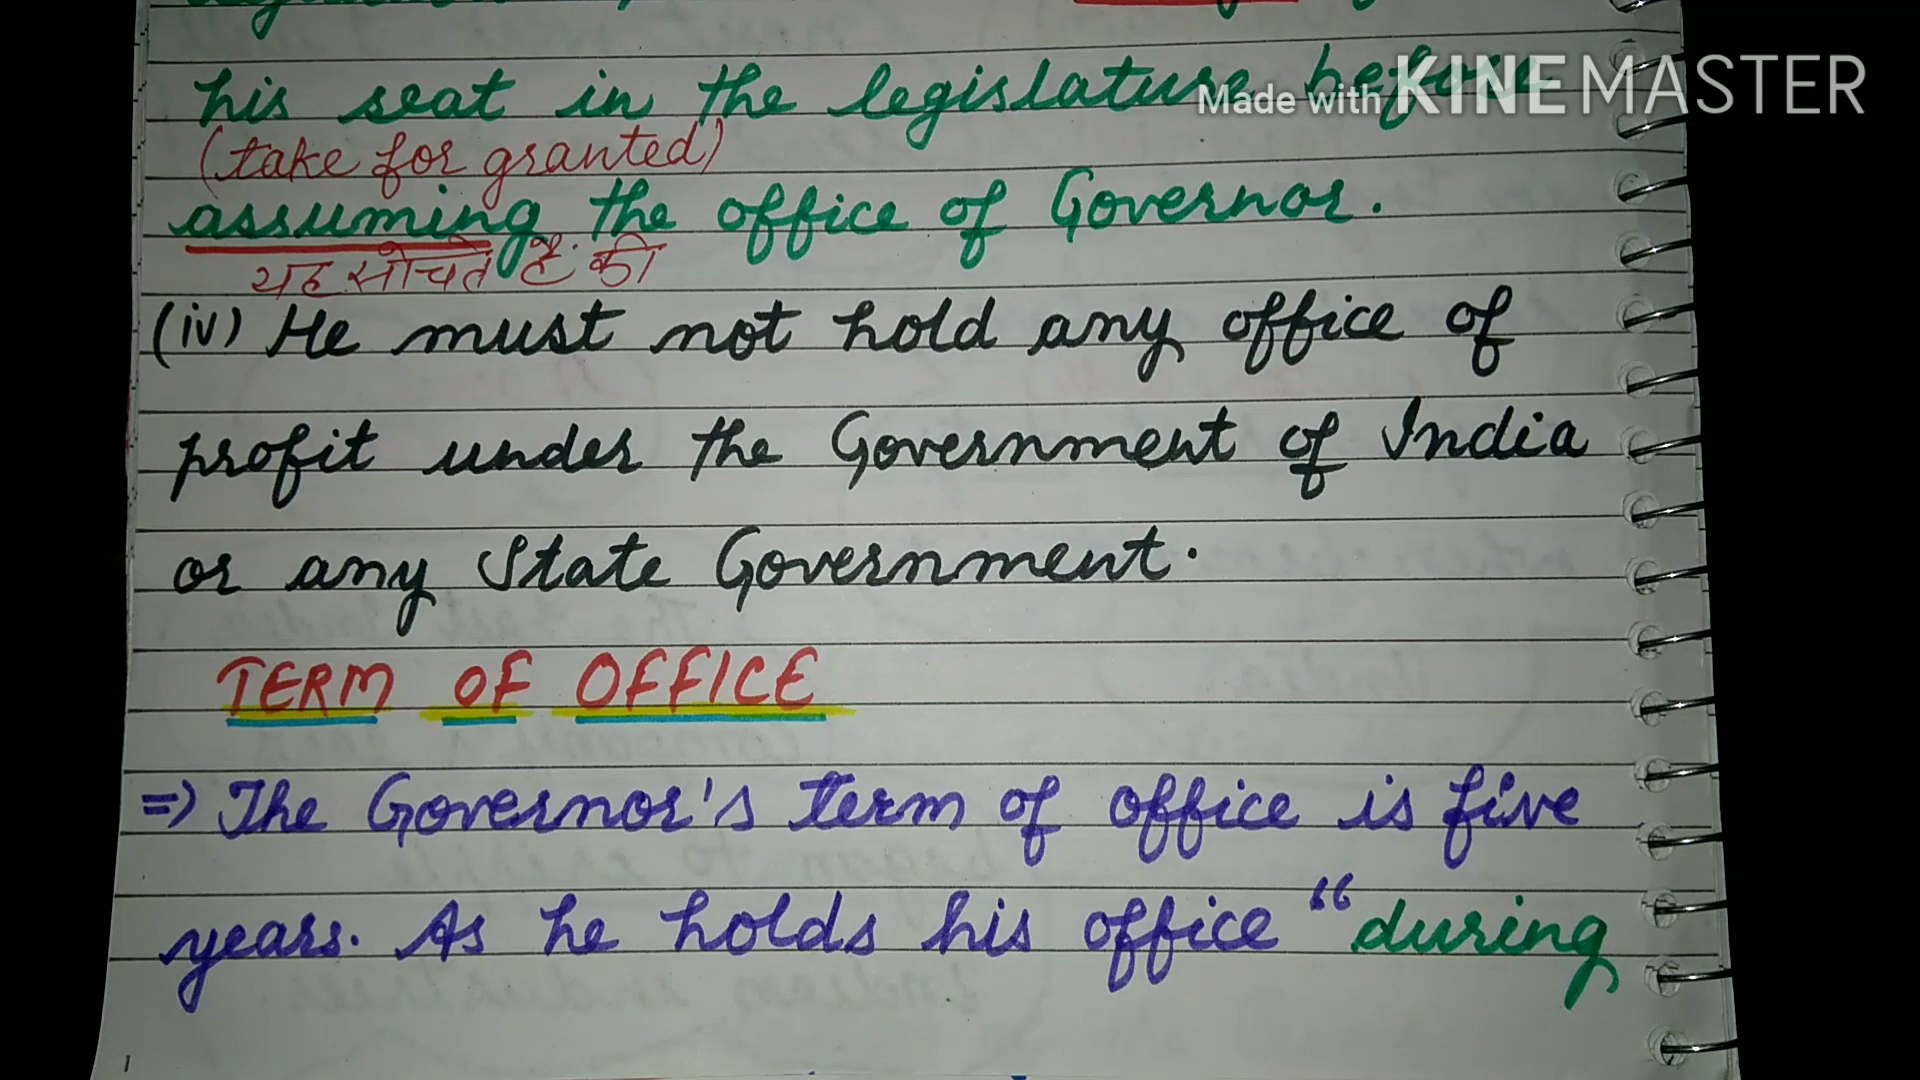 his seat in the legislature before
Made with KINEMASTER
(take for granted)
assuming the office of Governor.
यह सोचते हैं की
(iv) He must not hold any office of
profit under the Government of India
or any State Government.
TERM OF OFFICE
=> The Governor's term of office is five
years. As he holds his office "during